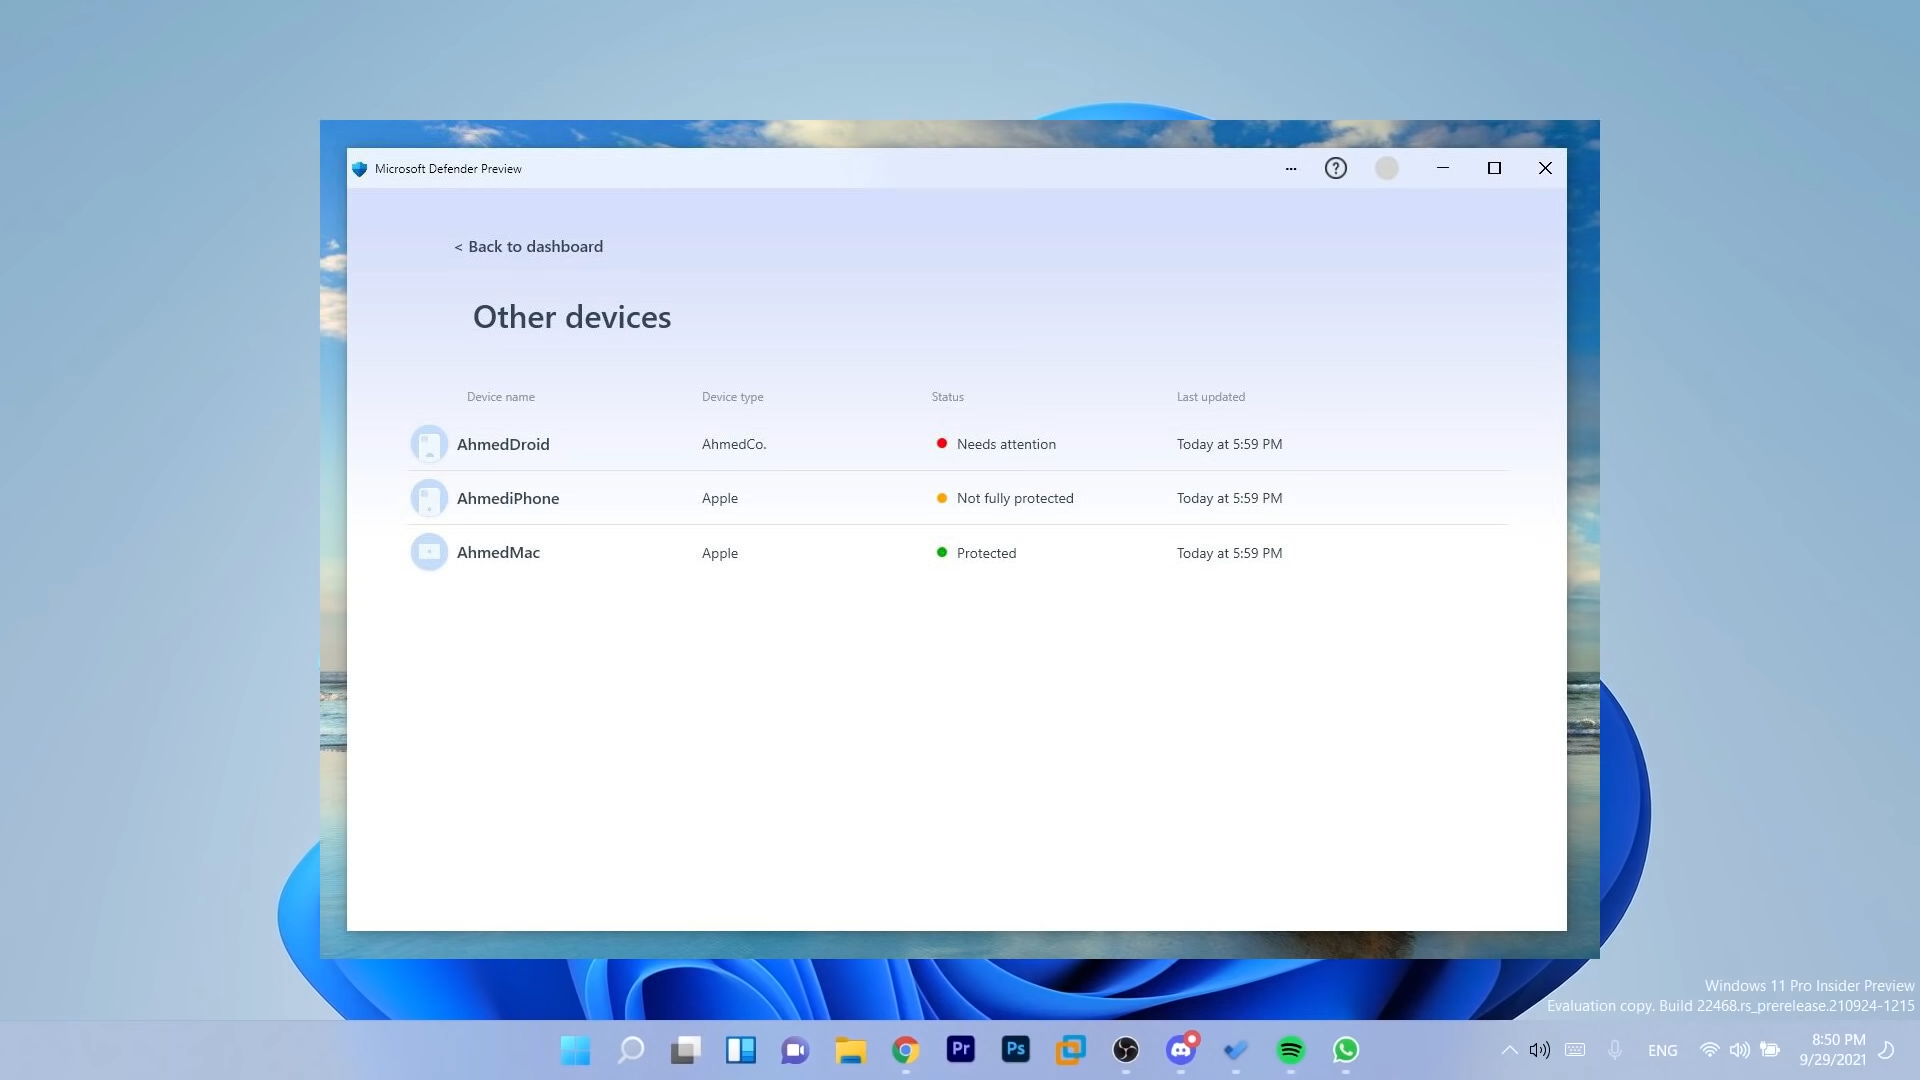 Microsoft Defender Preview
< Back to dashboard
Other devices
Device name Device type Status Last updated
AhmedDroid AhmedCo. Needs attention Today at 5:59 PM
AhmediPhone Apple Not fully protected Today at 5:59 PM
AhmedMac Apple Protected Today at 5:59 PM
Windows 11 Pro Insider Preview
Evaluation copy. Build 22468.rs_prerelease.210924-1215
Pr
Ps
ENG
8:50 PM
9/29/2021